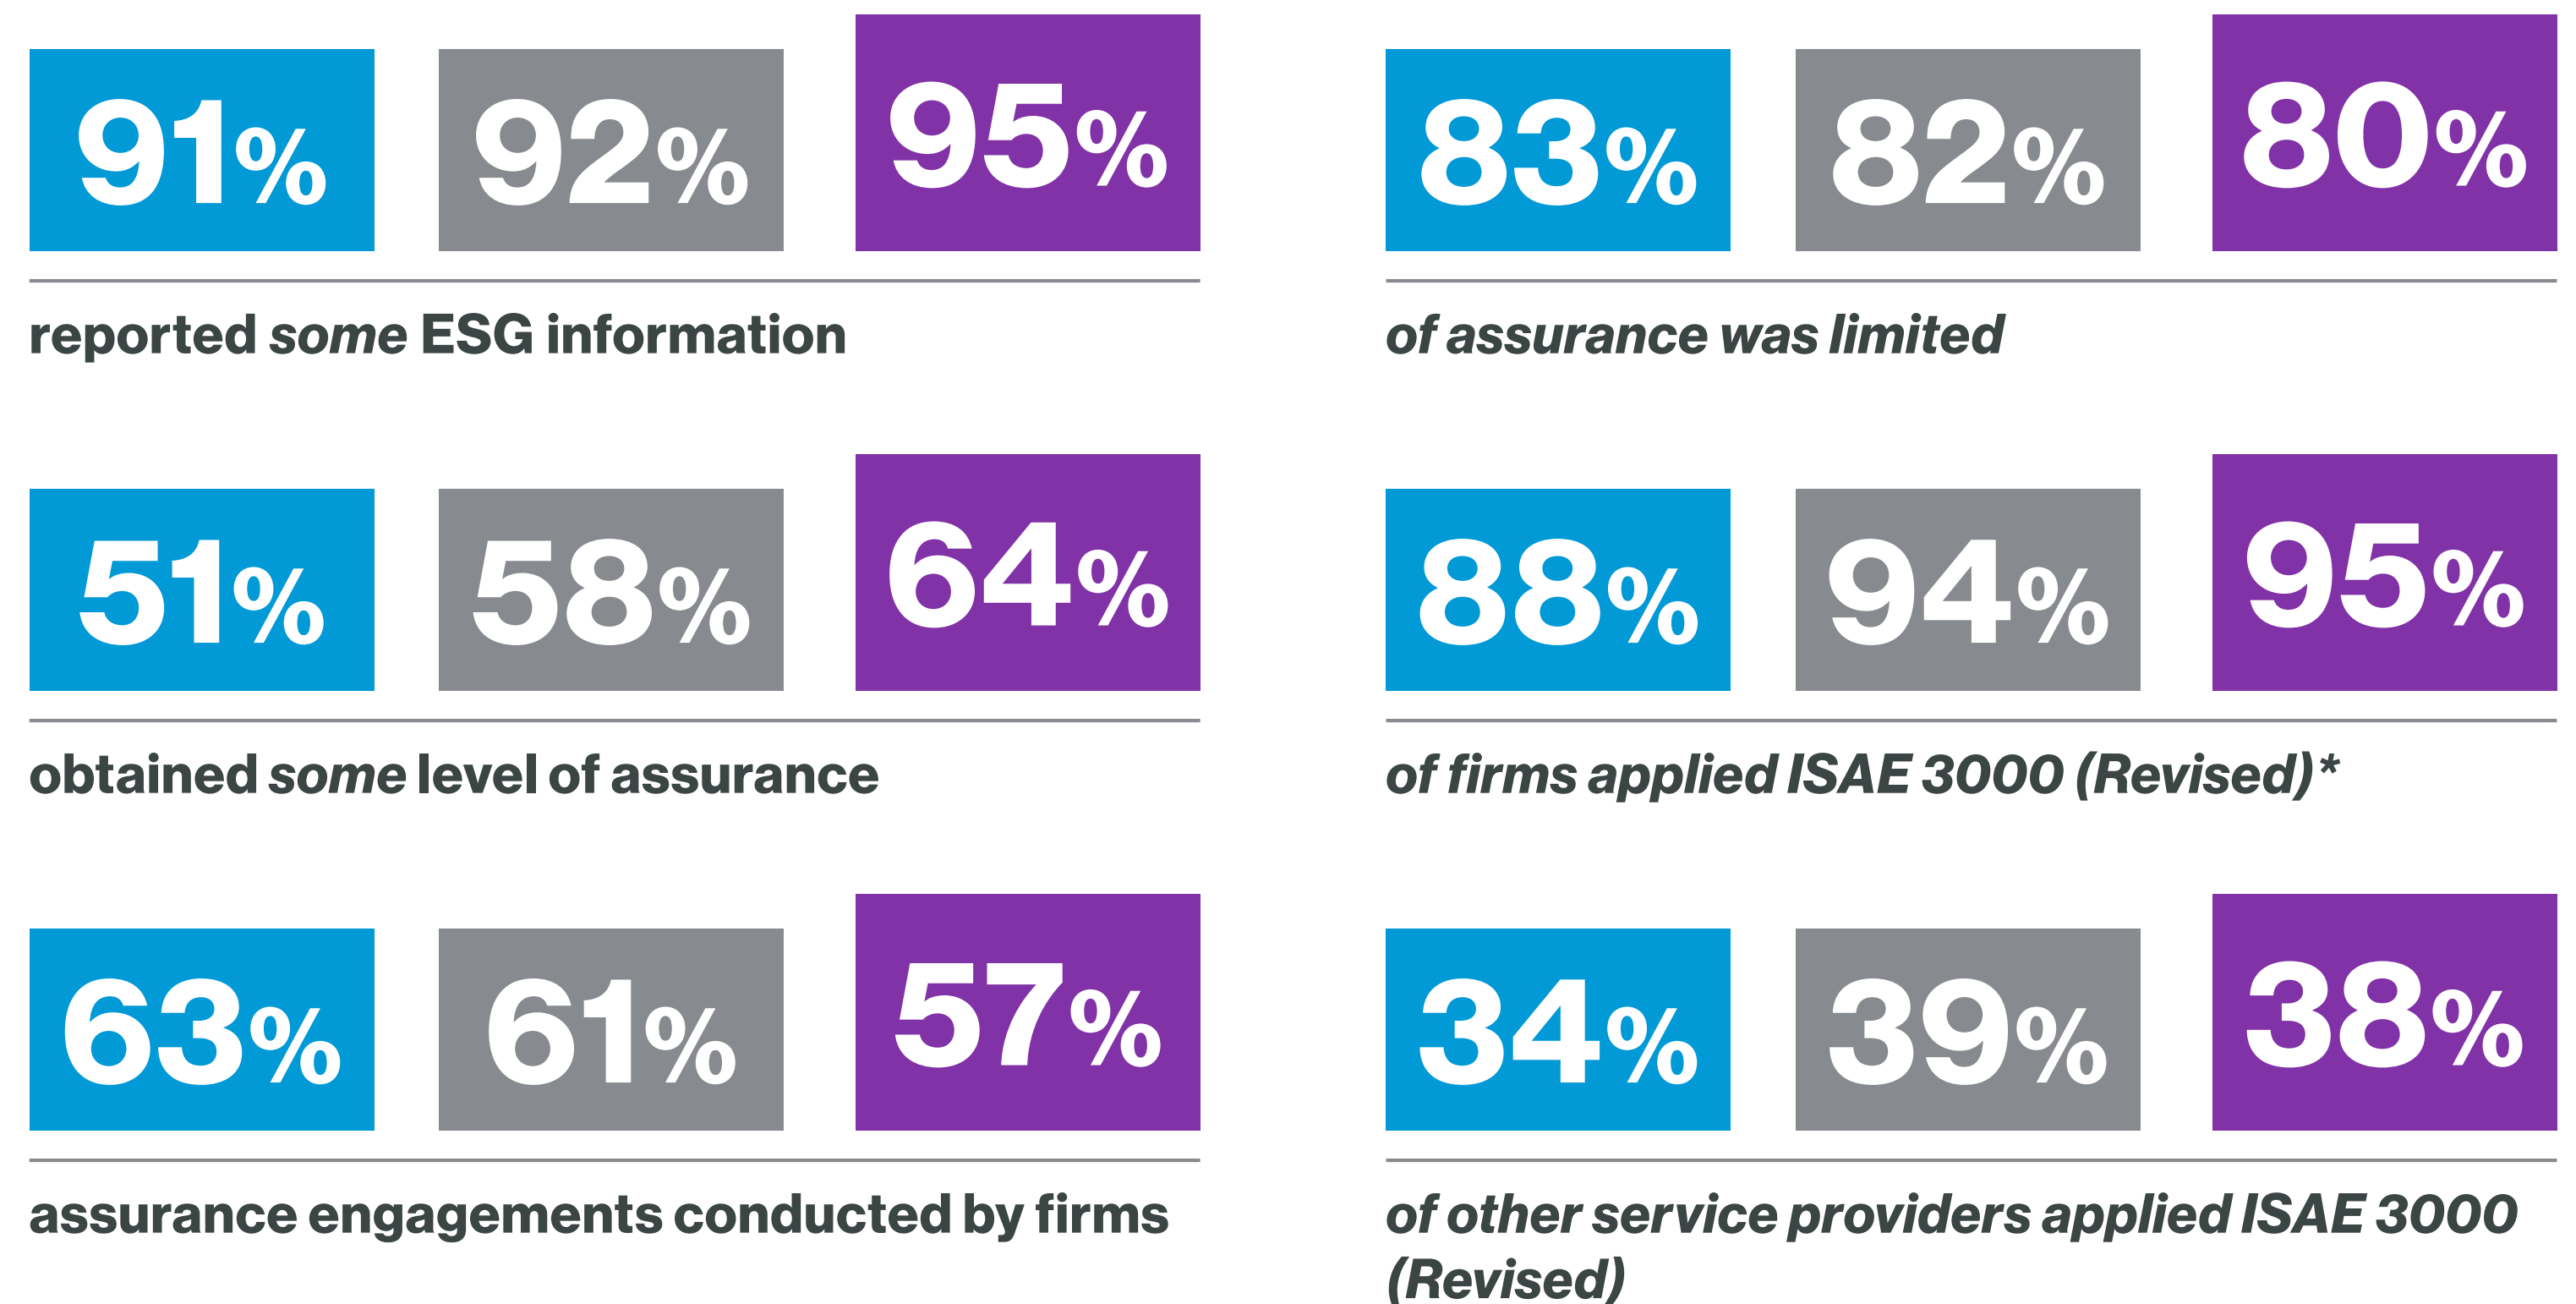 91% 92% 95%
reported some ESG information
83% 82% 80%
of assurance was limited
51% 58% 64%
obtained some level of assurance
88% 94% 95%
of firms applied ISAE 3000 (Revised)*
63% 61% 57%
assurance engagements conducted by firms
34% 39% 38%
of other service providers applied ISAE 3000
(Revised)